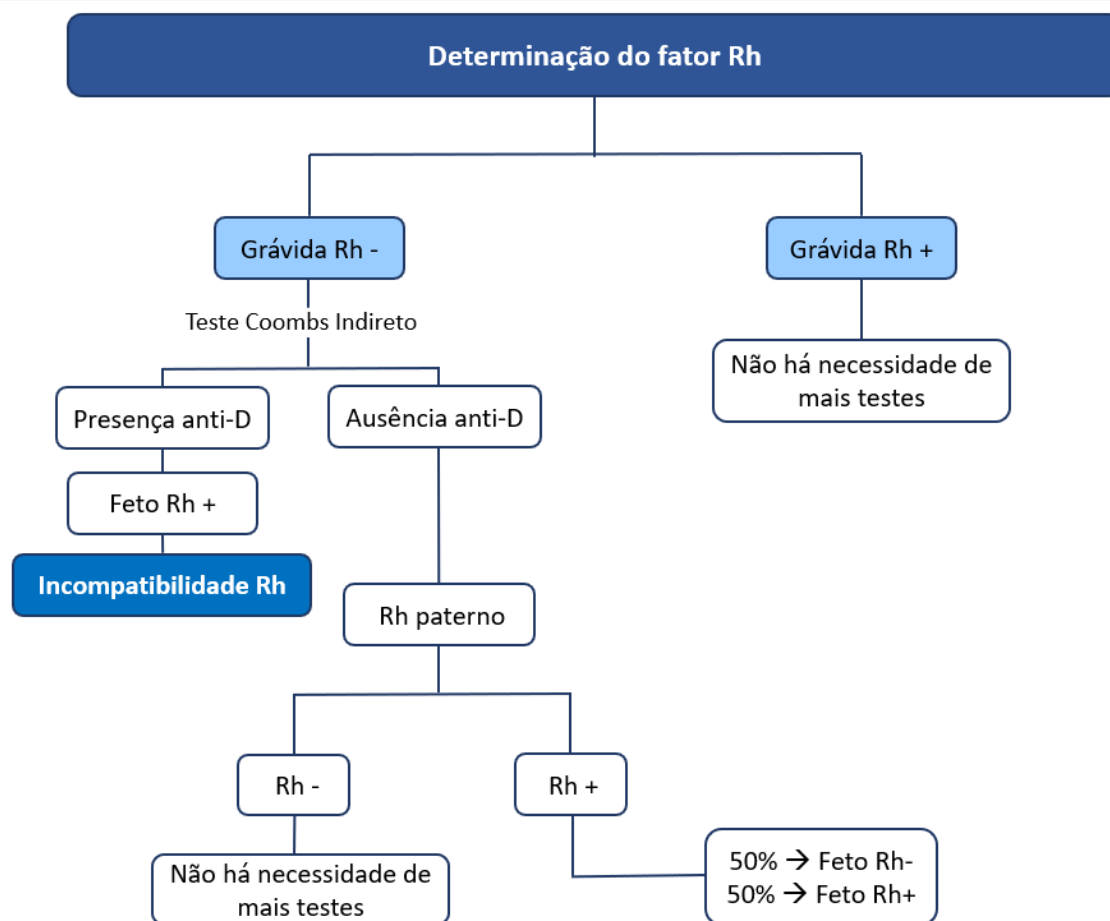 Determinação do fator Rh
Grávida Rh -
Grávida Rh +
Teste Coombs Indireto
Não há necessidade de
mais testes
Presença anti-D
Ausência anti-D
Feto Rh +
Incompatibilidade Rh
Rh paterno
Rh -
Rh +
Não há necessidade de
mais testes
50% → Feto Rh-
50% → Feto Rh+